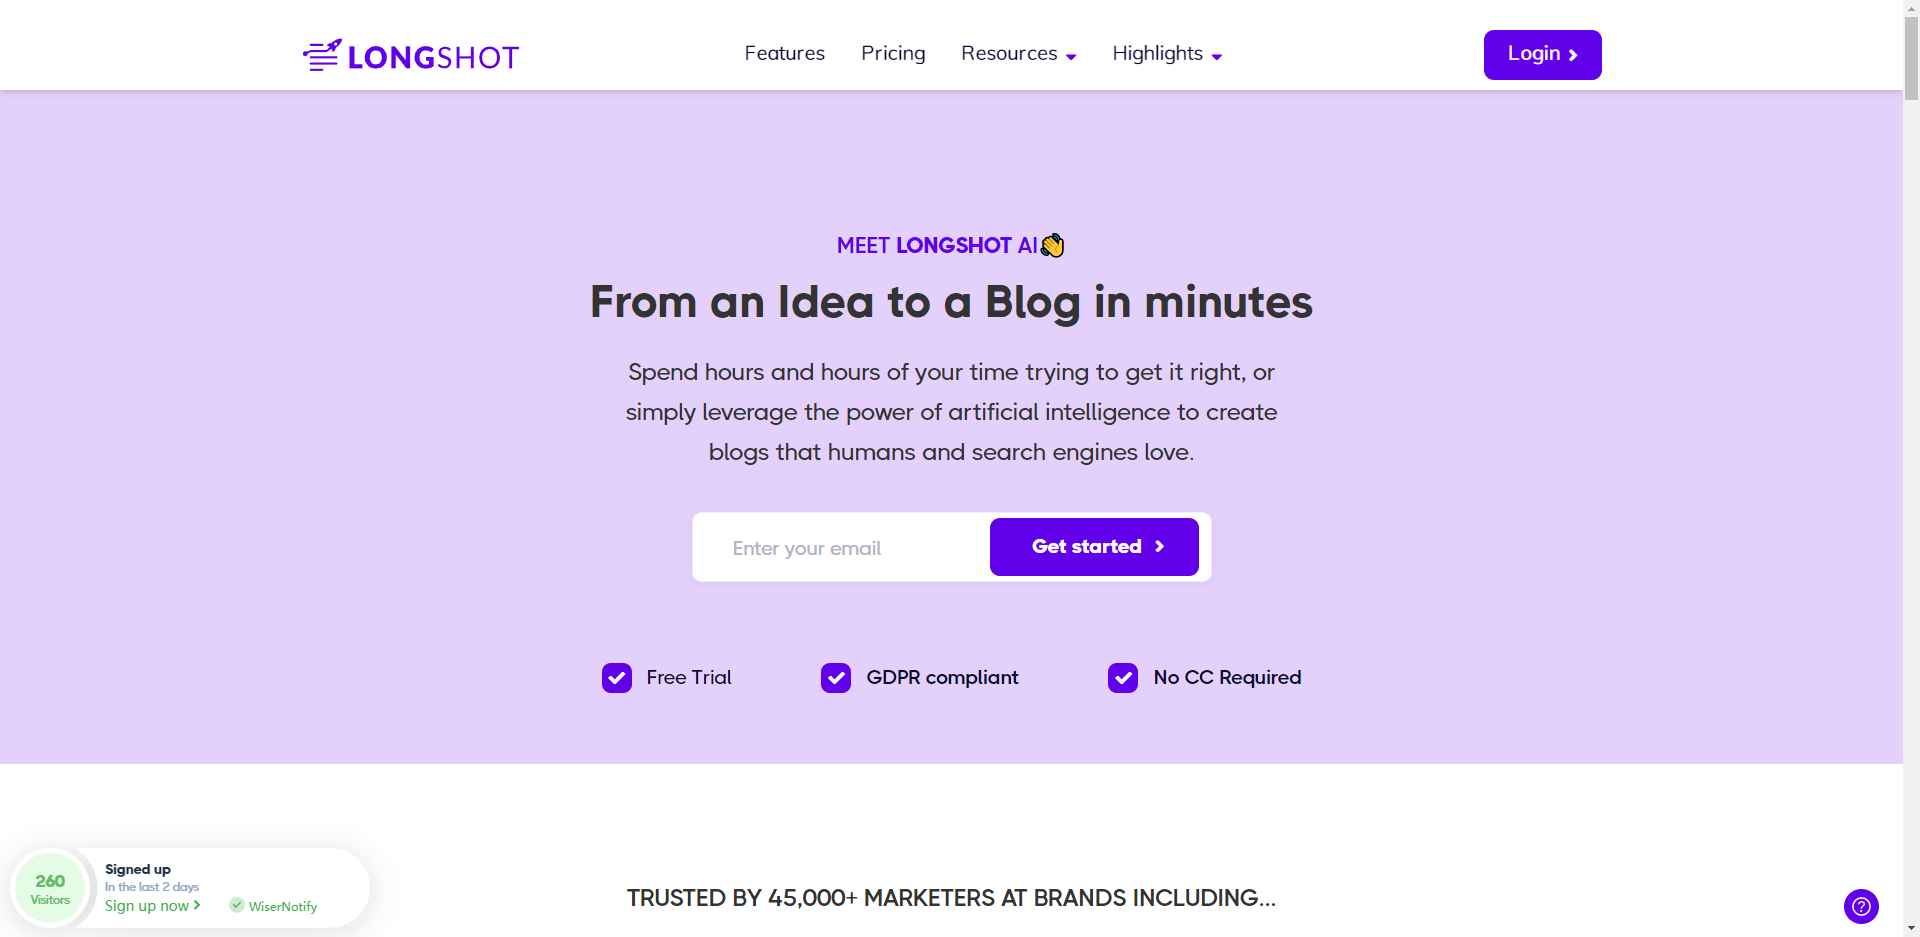 LONGSHOT
Features Pricing Resources Highlights
Login
MEET LONGSHOT AI👋
From an Idea to a Blog in minutes
Spend hours and hours of your time trying to get it right, or
simply leverage the power of artificial intelligence to create
blogs that humans and search engines love.
Enter your email
Get started
Free Trial GDPR compliant No CC Required
260
Visitors
Signed up
In the last 2 days
Sign up now
WiserNotify
TRUSTED BY 45,000+ MARKETERS AT BRANDS INCLUDING...